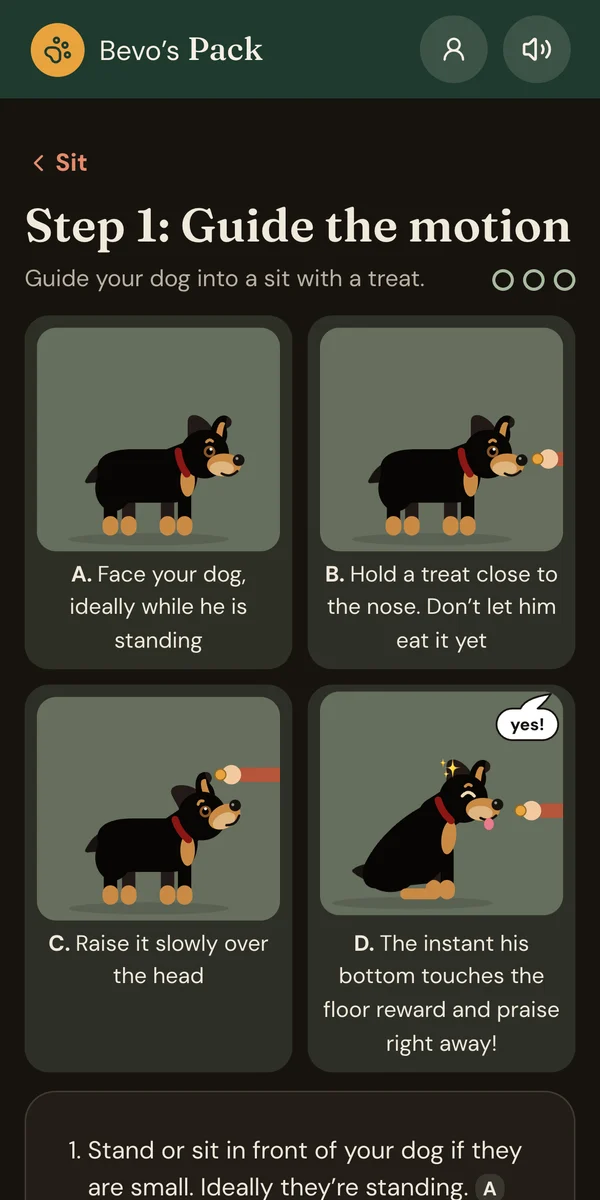 Bevo’s Pack
Sit
Step 1: Guide the motion
Guide your dog into a sit with a treat.
A. Face your dog,
ideally while he is
standing
B. Hold a treat close to
the nose. Don’t let him
eat it yet
yes!
C. Raise it slowly over
the head
D. The instant his
bottom touches the
floor reward and praise
right away!
1. Stand or sit in front of your dog if they
are small. Ideally they’re standing. A